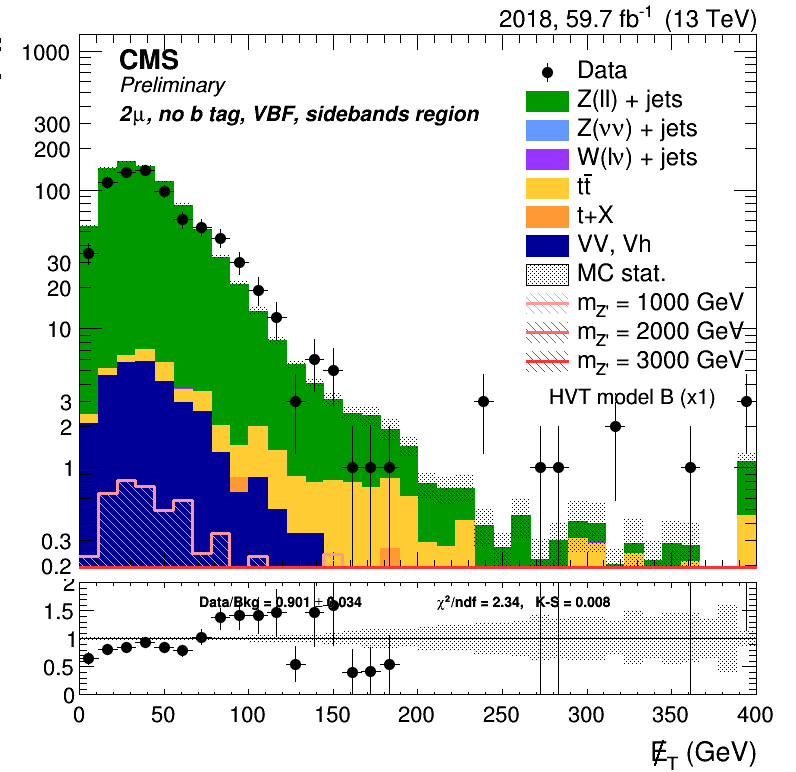 2018, 59.7 fb⁻¹ (13 TeV)
CMS
Preliminary
2μ, no b tag, VBF, sidebands region
Data
Z(ll) + jets
Z(νν) + jets
W(lν) + jets
tt̄
t+X
VV, Vh
MC stat.
m_Z' = 1000 GeV
m_Z' = 2000 GeV
m_Z' = 3000 GeV
HVT model B (x1)
1000
300
200
100
30
20
10
3
2
1
0.3
0.2
Data/Bkg = 0.901 ± 0.034 χ²/ndf = 2.34, K-S = 0.008
2
1.5
1
0.5
0
0 50 100 150 200 250 300 350 400
E̸_T (GeV)